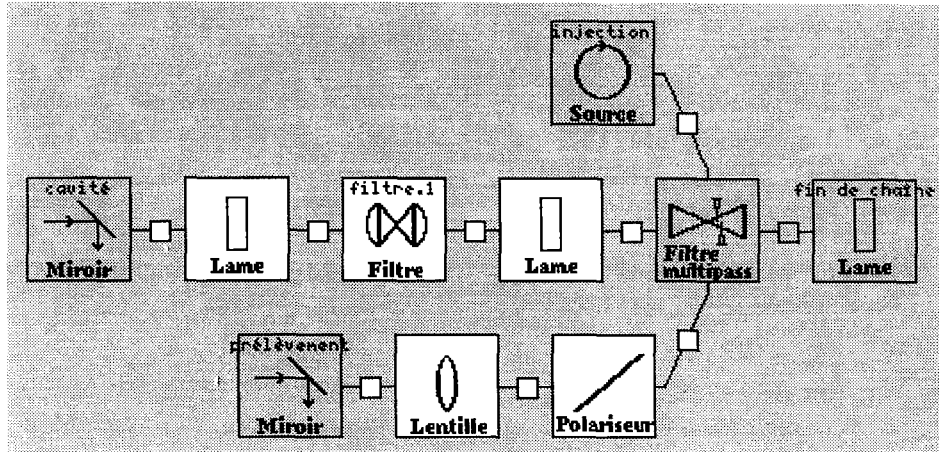 injection
Source
cavité
Miroir
Lame
filtre.1
Filtre
Lame
Filtre
multipass
fin de chaîne
Lame
prélèvement
Miroir
Lentille
Polariseur